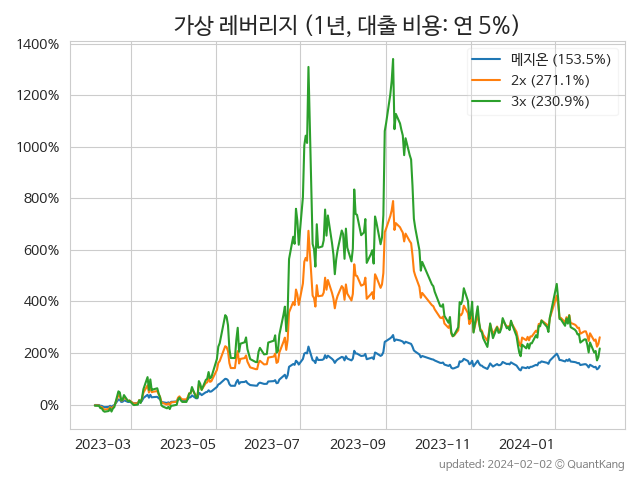 가상 레버리지 (1년, 대출 비용: 연 5%)
1400%
1200%
1000%
800%
600%
400%
200%
0%
메지온 (153.5%)
2x (271.1%)
3x (230.9%)
2023-03
2023-05
2023-07
2023-09
2023-11
2024-01
updated: 2024-02-02 © QuantKang